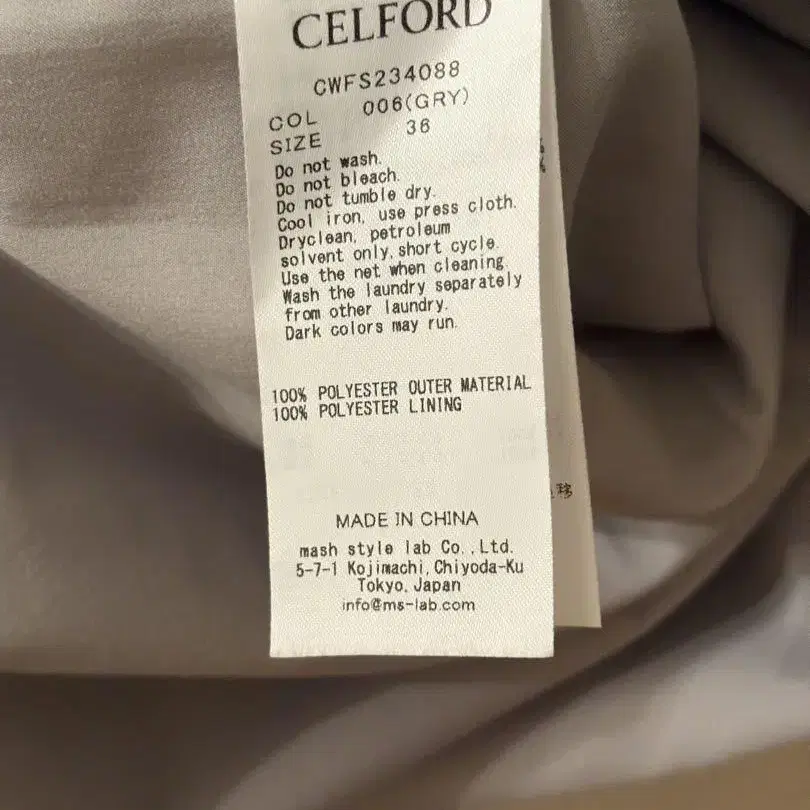 CELFORD
CWFS234088
COL 006(GRY)
SIZE 36
Do not wash.
Do not bleach.
Do not tumble dry.
Cool iron, use press cloth.
Dryclean, petroleum
solvent only,short cycle.
Use the net when cleaning.
Wash the laundry separately
from other laundry.
Dark colors may run.
100% POLYESTER OUTER MATERIAL
100% POLYESTER LINING
MADE IN CHINA
mash style lab Co.,Ltd.
5-7-1 Kojimachi,Chiyoda-Ku
Tokyo,Japan
info@ms-lab.com
移